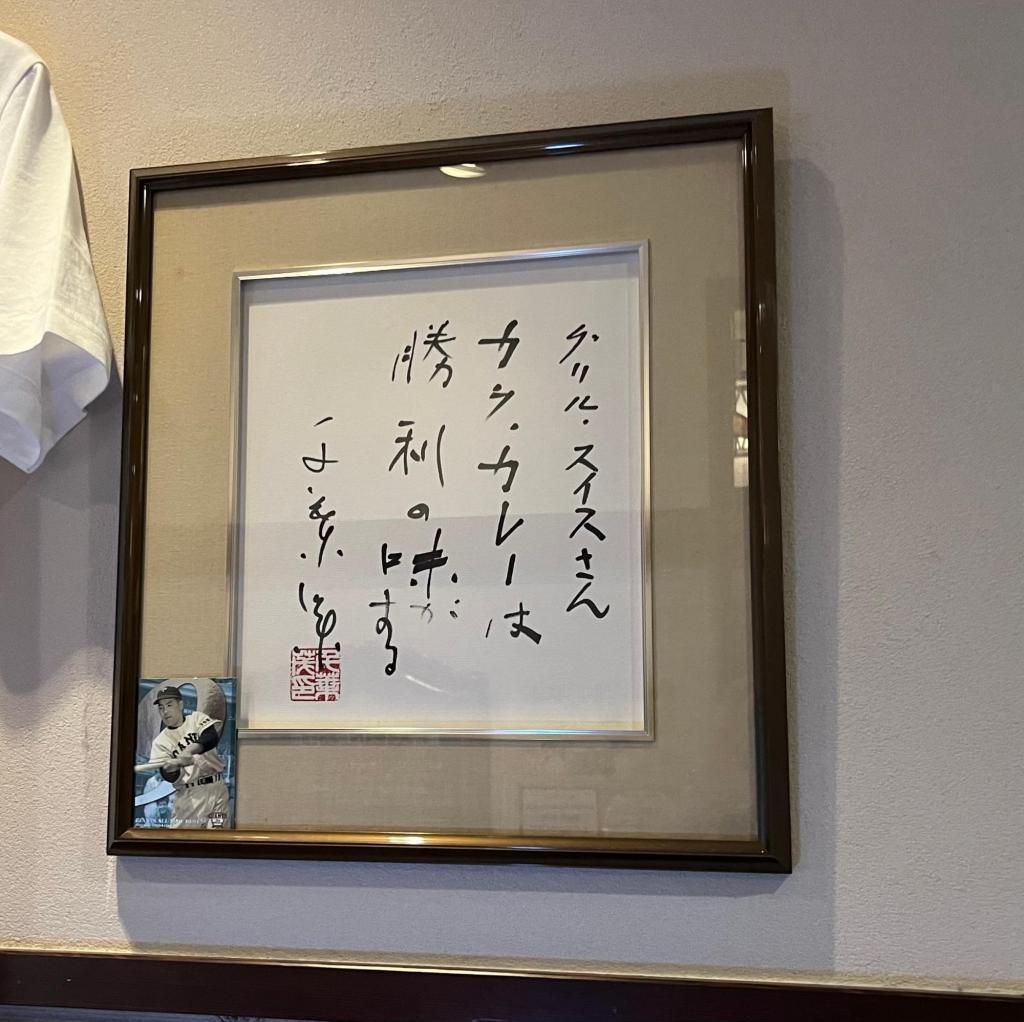 グリル・スイスさん
カツ・カレーは
勝利の味がする
千葉茂